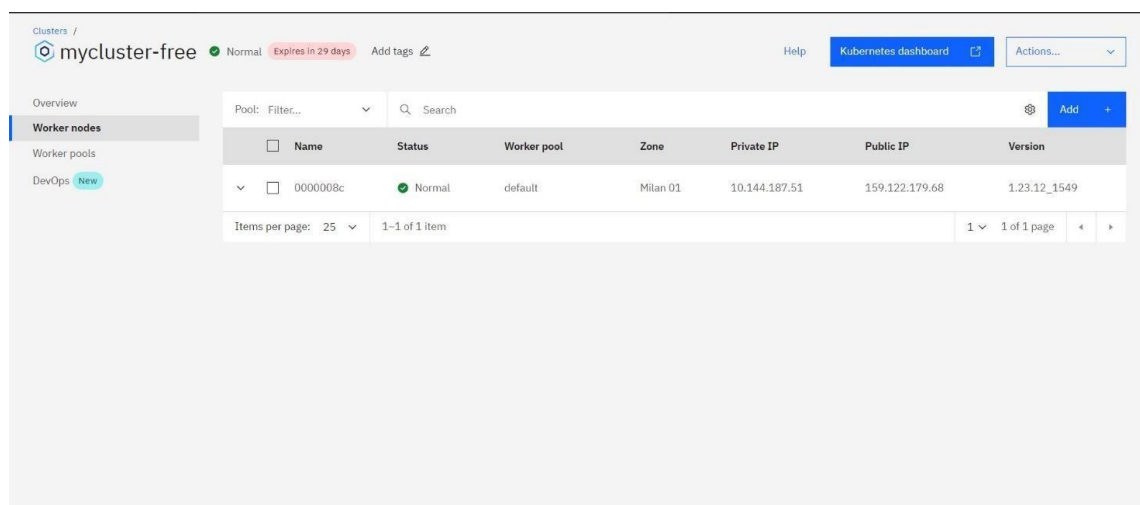 Clusters /
mycluster-free Normal Expires in 29 days Add tags Help Kubernetes dashboard Actions...
Overview
Worker nodes
Worker pools
DevOps New
Pool: Filter... Search Add +
Name Status Worker pool Zone Private IP Public IP Version
0000008c Normal default Milan 01 10.144.187.51 159.122.179.68 1.23.12_1549
Items per page: 25 1–1 of 1 item 1 1 of 1 page